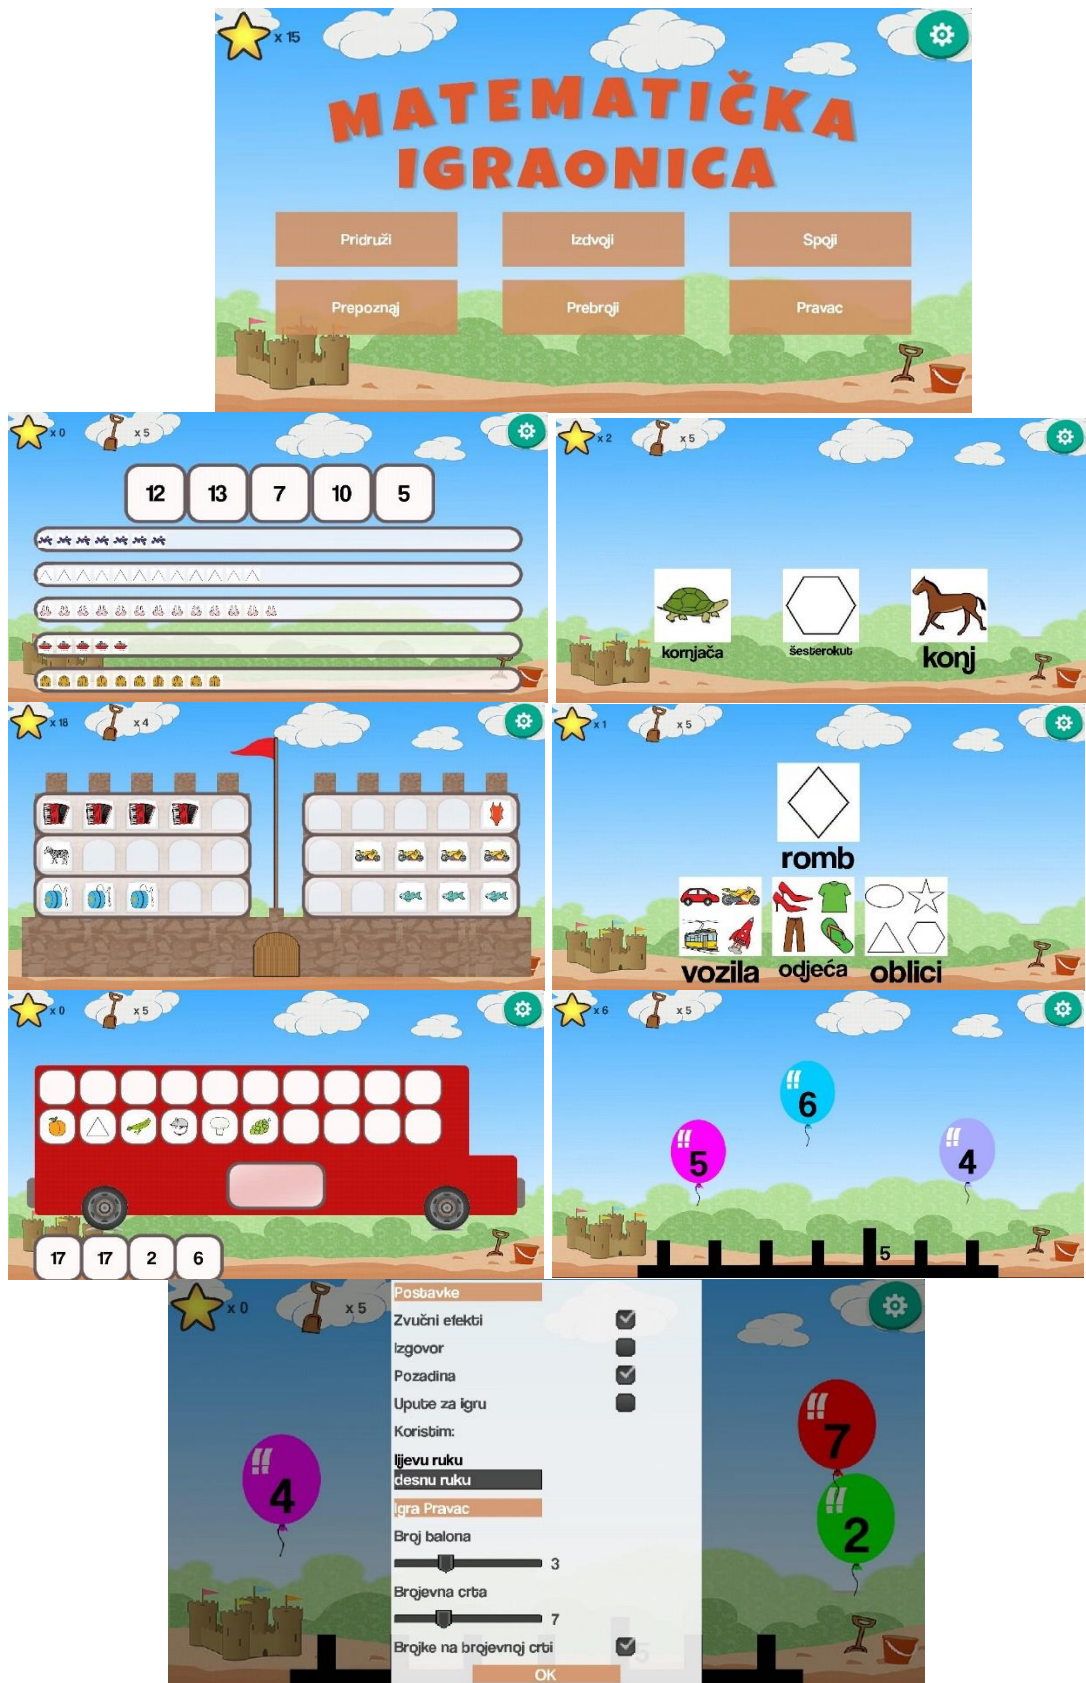 x 15
MATEMATIČKA
IGRAONICA
Pridruži Izdvoji Spoji
Prepoznaj Prebroji Pravac
x 0 x 5
12 13 7 10 5
x 2 x 5
kornjača šesterokut konj
x 18 x 4
x 1 x 5
romb
vozila odjeća oblici
x 0 x 5
17 17 2 6
x 6 x 5
6
5 4
5
x 0 x 5
Postavke
Zvučni efekti
Izgovor
Pozadina
Upute za igru
Koristim:
lijevu ruku
desnu ruku
Igra Pravac
Broj balona
3
Brojevna crta
7
Brojke na brojevnoj crti
OK
4
7
2
5